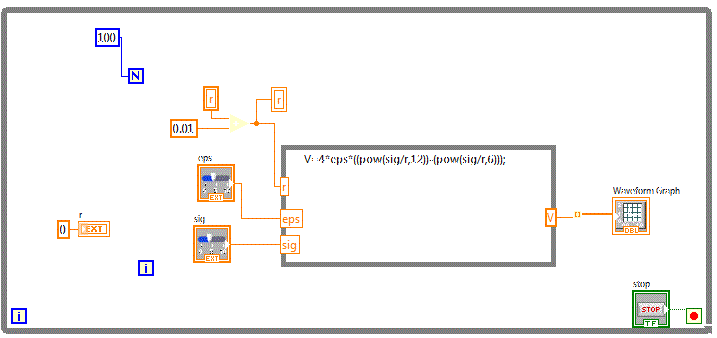 100
N
r
r
0.01
V=4*eps*((pow(sig/r,12))-(pow(sig/r,6)));
eps
EXT
r
Waveform Graph
DBL
eps
V
sig
EXT
sig
r
0
EXT
i
stop
STOP
TF
i